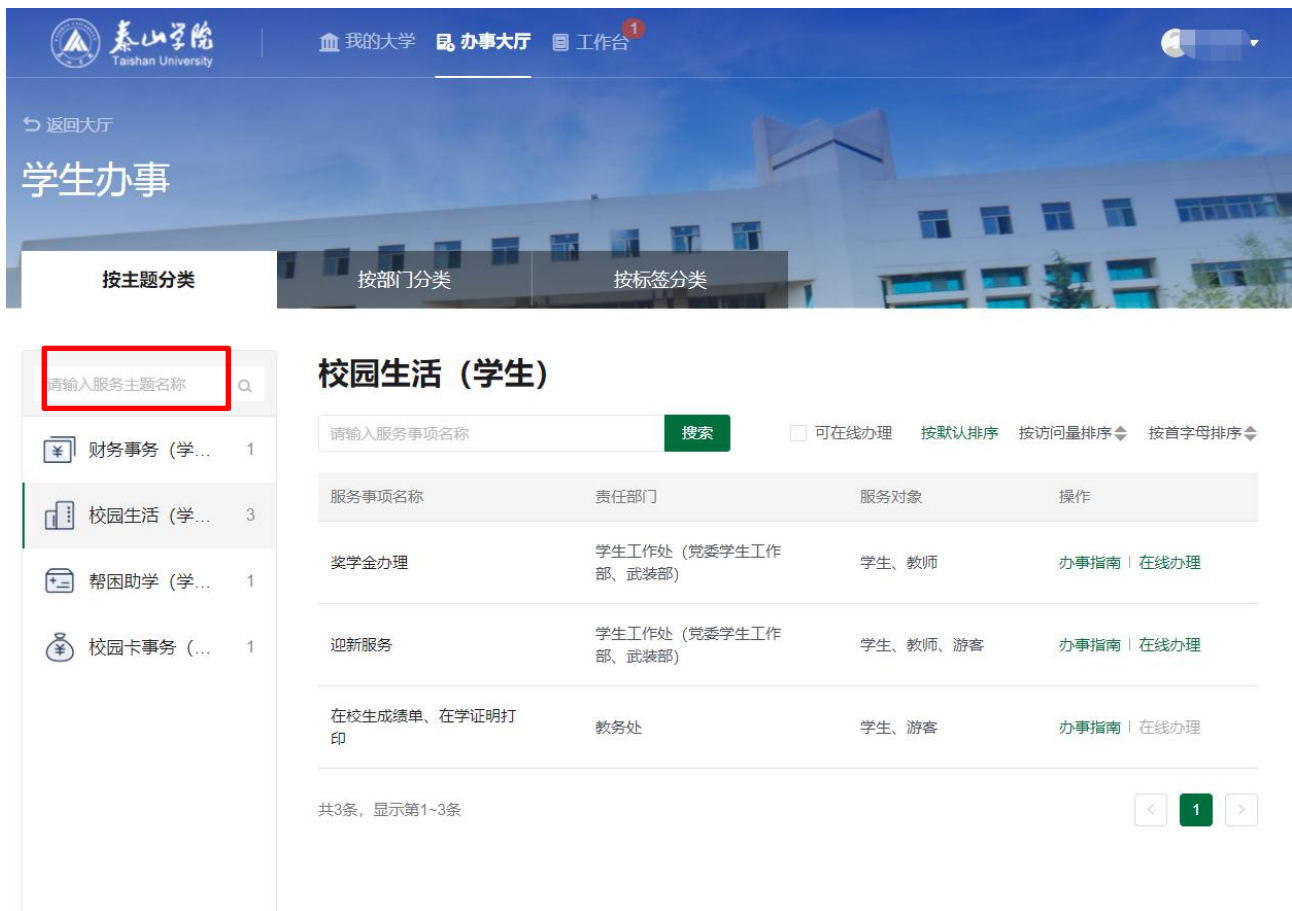 泰山学院
Taishan University
我的大学
办事大厅
工作台
1
返回大厅
学生办事
按主题分类
按部门分类
按标签分类
请输入服务主题名称
财务事务（学... 1
校园生活（学... 3
帮困助学（学... 1
校园卡事务（... 1
校园生活（学生）
请输入服务事项名称
搜索
可在线办理
按默认排序
按访问量排序
按首字母排序
服务事项名称 责任部门 服务对象 操作
奖学金办理
学生工作处（党委学生工作
部、武装部)
学生、教师
办事指南 | 在线办理
迎新服务
学生工作处（党委学生工作
部、武装部)
学生、教师、游客
办事指南 | 在线办理
在校生成绩单、在学证明打
印
教务处
学生、游客
办事指南 | 在线办理
共3条，显示第1~3条
< 1 >